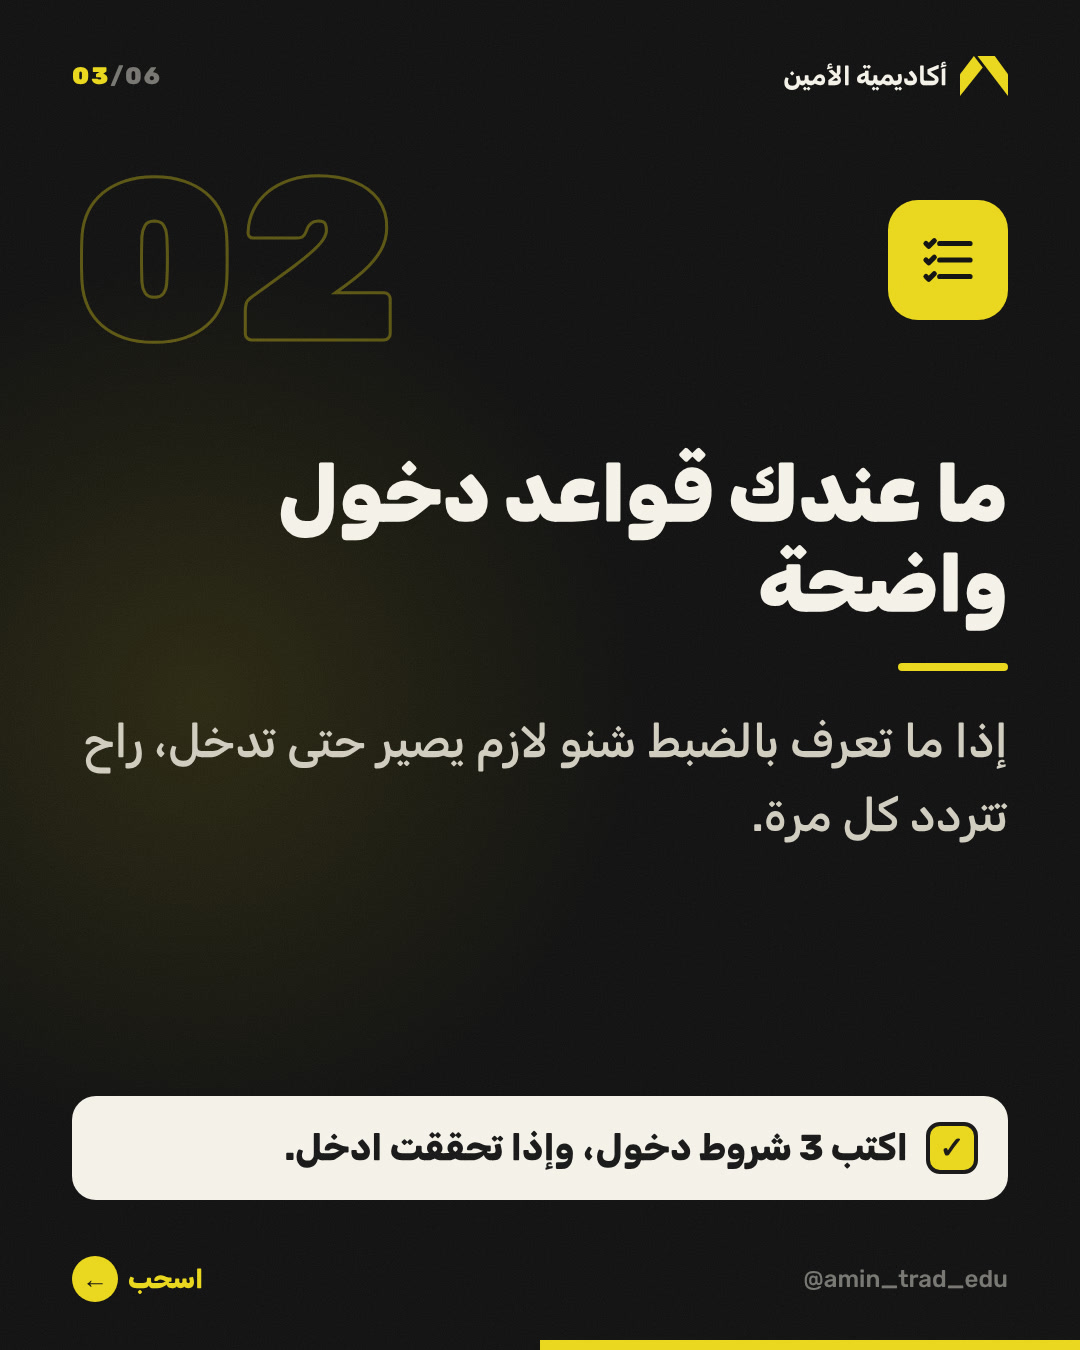 أكاديمية الأمين
03/06
02
ما عندك قواعد دخول
واضحة
إذا ما تعرف بالضبط شنو لازم يصير حتى تدخل، راح
تتردد كل مرة.
✓ اكتب 3 شروط دخول، وإذا تحققت ادخل.
@amin_trad_edu
اسحب ←